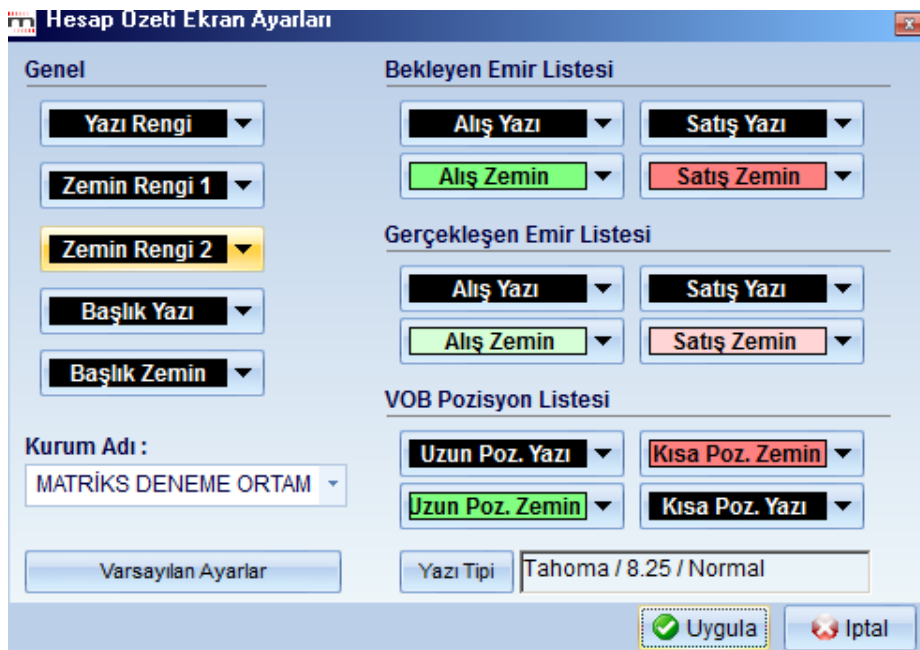 Hesap Özeti Ekran Ayarları
Genel
Yazı Rengi
Zemin Rengi 1
Zemin Rengi 2
Başlık Yazı
Başlık Zemin
Kurum Adı :
MATRİKS DENEME ORTAM
Varsayılan Ayarlar
Bekleyen Emir Listesi
Alış Yazı Satış Yazı
Alış Zemin Satış Zemin
Gerçekleşen Emir Listesi
Alış Yazı Satış Yazı
Alış Zemin Satış Zemin
VOB Pozisyon Listesi
Uzun Poz. Yazı Kısa Poz. Zemin
Uzun Poz. Zemin Kısa Poz. Yazı
Yazı Tipi Tahoma / 8.25 / Normal
Uygula Iptal